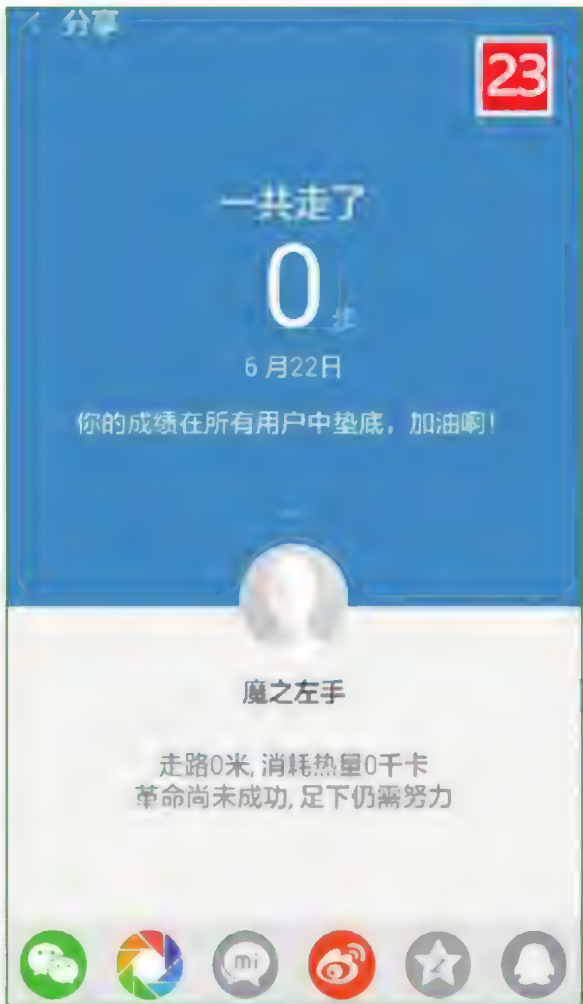 分享
23
一共走了
0步
6月22日
你的成绩在所有用户中垫底，加油啊！
魔之左手
走路0米,消耗热量0千卡
革命尚未成功,足下仍需努力
mi